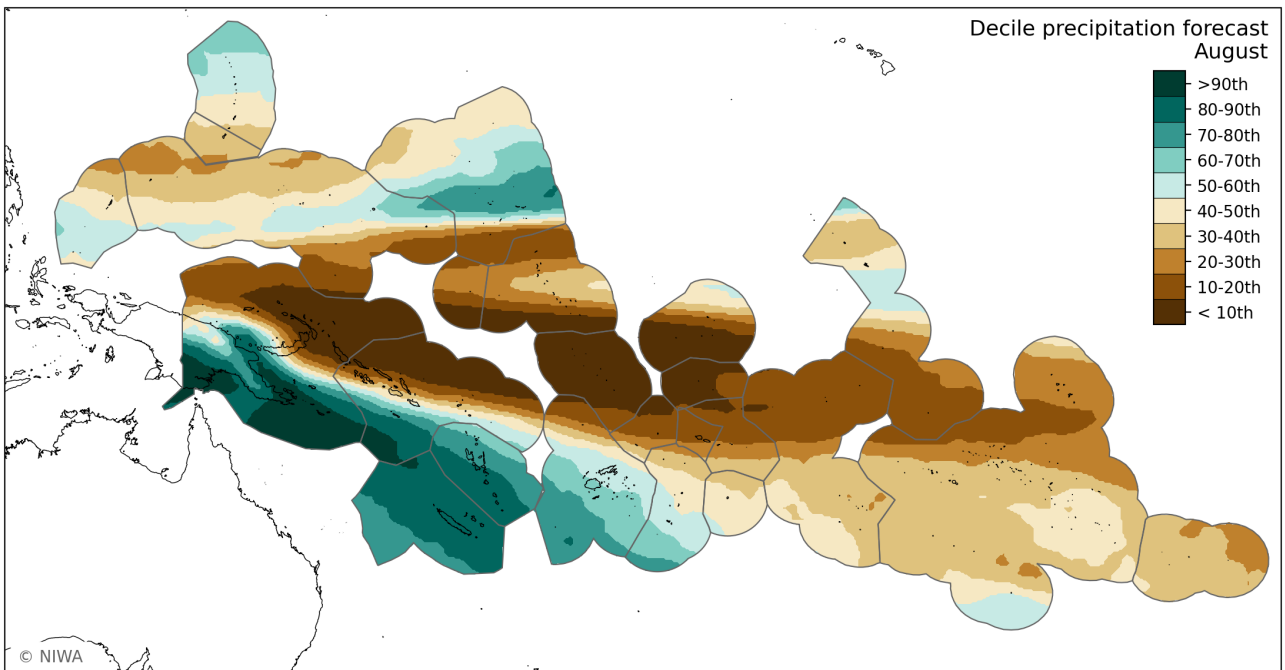 Decile precipitation forecast
August
>90th
80-90th
70-80th
60-70th
50-60th
40-50th
30-40th
20-30th
10-20th
< 10th
© NIWA